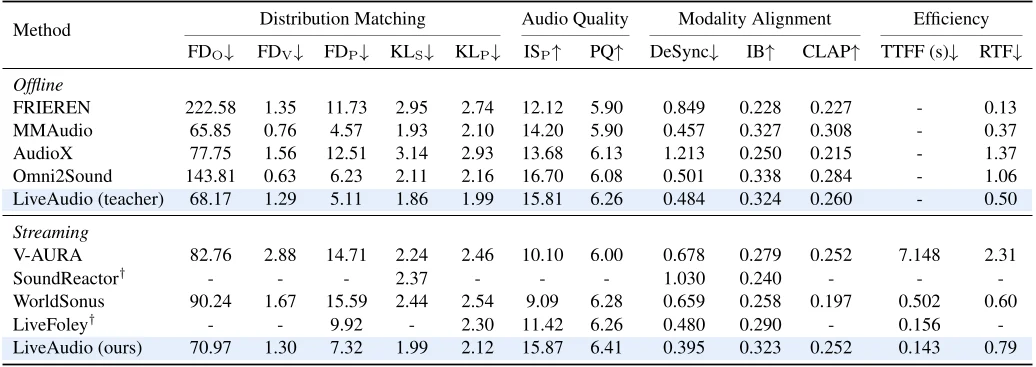 Method Distribution Matching Audio Quality Modality Alignment Efficiency
FD_O↓ FD_V↓ FD_P↓ KL_S↓ KL_P↓ IS_P↑ PQ↑ DeSync↓ IB↑ CLAP↑ TTFF (s)↓ RTF↓
Offline
FRIEREN 222.58 1.35 11.73 2.95 2.74 12.12 5.90 0.849 0.228 0.227 - 0.13
MMAudio 65.85 0.76 4.57 1.93 2.10 14.20 5.90 0.457 0.327 0.308 - 0.37
AudioX 77.75 1.56 12.51 3.14 2.93 13.68 6.13 1.213 0.250 0.215 - 1.37
Omni2Sound 143.81 0.63 6.23 2.11 2.16 16.70 6.08 0.501 0.338 0.284 - 1.06
LiveAudio (teacher) 68.17 1.29 5.11 1.86 1.99 15.81 6.26 0.484 0.324 0.260 - 0.50
Streaming
V-AURA 82.76 2.88 14.71 2.24 2.46 10.10 6.00 0.678 0.279 0.252 7.148 2.31
SoundReactor† - - - 2.37 - - - 1.030 0.240 - - -
WorldSonus 90.24 1.67 15.59 2.44 2.54 9.09 6.28 0.659 0.258 0.197 0.502 0.60
LiveFoley† - - 9.92 - 2.30 11.42 6.26 0.480 0.290 - 0.156 -
LiveAudio (ours) 70.97 1.30 7.32 1.99 2.12 15.87 6.41 0.395 0.323 0.252 0.143 0.79